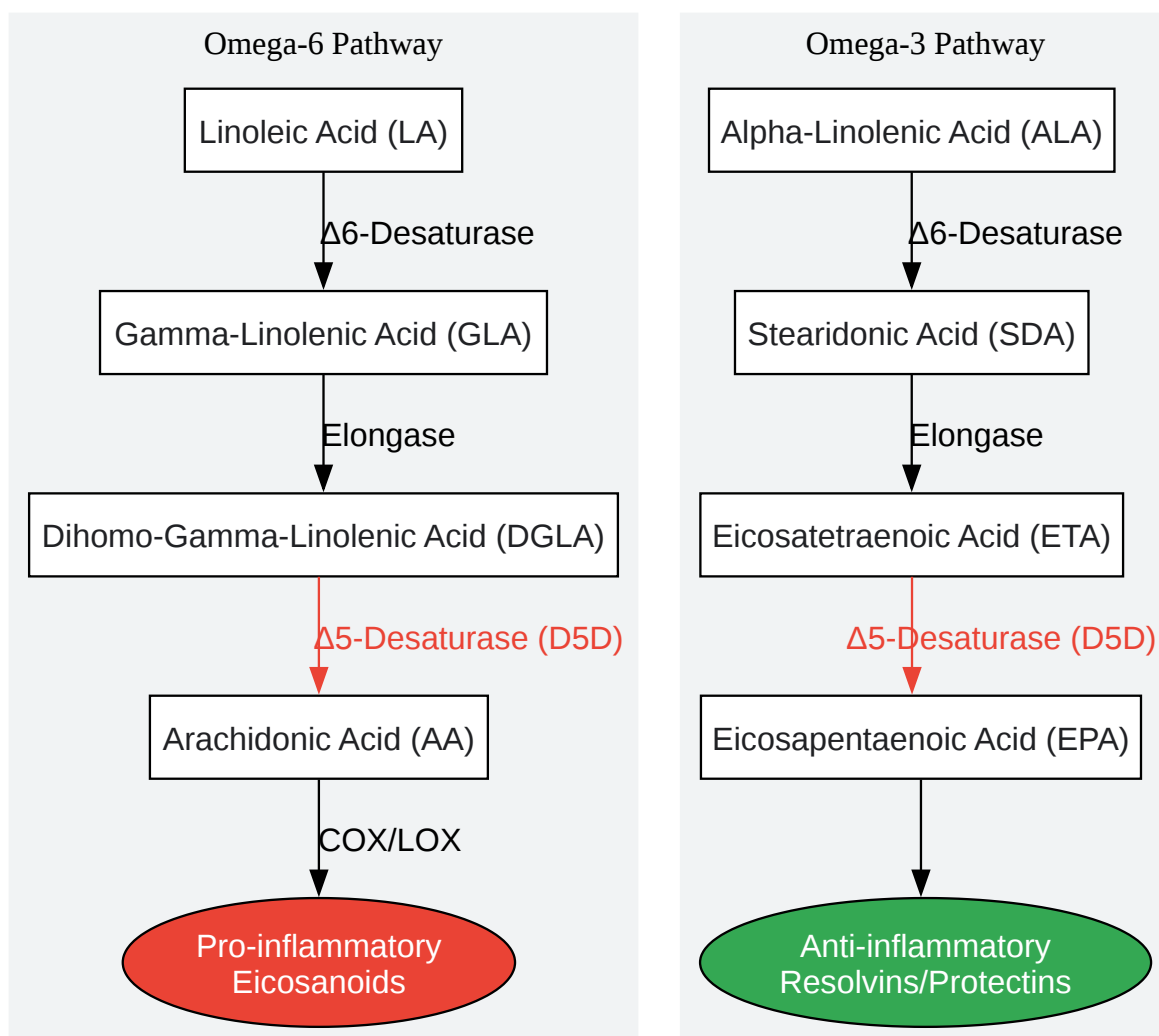 Omega-6 Pathway
Linoleic Acid (LA)
Δ6-Desaturase
Gamma-Linolenic Acid (GLA)
Elongase
Dihomo-Gamma-Linolenic Acid (DGLA)
Δ5-Desaturase (D5D)
Arachidonic Acid (AA)
COX/LOX
Pro-inflammatory
Eicosanoids
Omega-3 Pathway
Alpha-Linolenic Acid (ALA)
Δ6-Desaturase
Stearidonic Acid (SDA)
Elongase
Eicosatetraenoic Acid (ETA)
Δ5-Desaturase (D5D)
Eicosapentaenoic Acid (EPA)
Anti-inflammatory
Resolvins/Protectins